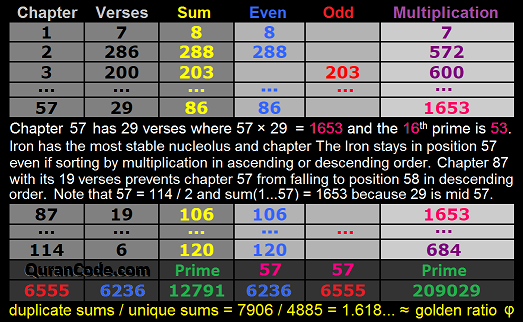 Chapter Verses Sum Even Odd Multiplication
1 7 8 8 7
2 286 288 288 572
3 200 203 203 600
... ... ... ... ... ...
57 29 86 86 1653
Chapter 57 has 29 verses where 57 × 29 = 1653 and the 16th prime is 53.
Iron has the most stable nucleolus and chapter The Iron stays in position 57
even if sorting by multiplication in ascending or descending order. Chapter 87
with its 19 verses prevents chapter 57 from falling to position 58 in descending
order. Note that 57 = 114 / 2 and sum(1...57) = 1653 because 29 is mid 57.
87 19 106 106 1653
... ... ... ... ... ...
114 6 120 120 684
QuranCode.com Prime 57 57 Prime
6555 6236 12791 6236 6555 209029
duplicate sums / unique sums = 7906 / 4885 = 1.618... ≈ golden ratio φ